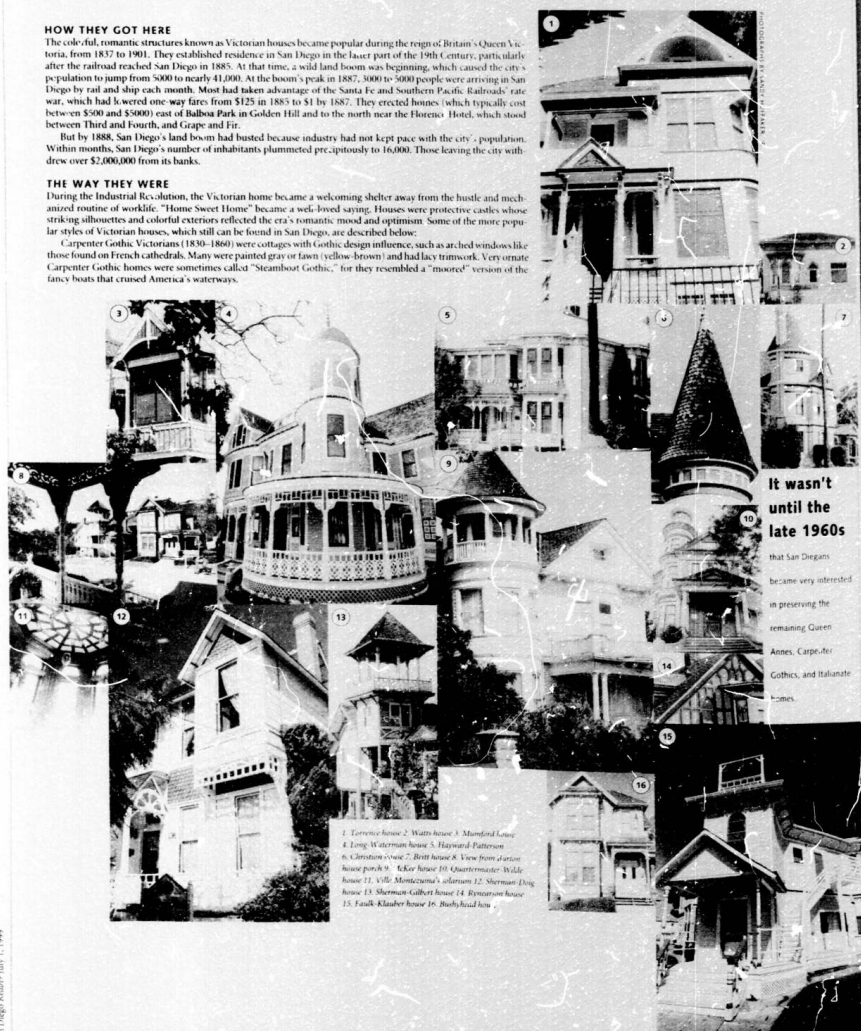 HOW THEY GOT HERE
The colorful, romantic structures known as Victorian houses became popular during the reign of Britain's Queen Vic-
toria, from 1837 to 1901. They established residence in San Diego in the latter part of the 19th Century, particularly
after the railroad reached San Diego in 1885. At that time, a wild land boom was beginning, which caused the city's
population to jump from 5000 to nearly 41,000. At the boom's peak in 1887, 3000 to 5000 people were arriving in San
Diego by rail and ship each month. Most had taken advantage of the Santa Fe and Southern Pacific Railroads' rate
war, which had lowered one-way fares from $125 in 1885 to $1 by 1887. They erected homes (which typically cost
between $500 and $5000) east of Balboa Park in Golden Hill and to the north near the Florence Hotel, which stood
between Third and Fourth, and Grape and Fir.
But by 1888, San Diego's land boom had busted because industry had not kept pace with the city's population.
Within months, San Diego's number of inhabitants plummeted precipitously to 16,000. Those leaving the city with-
drew over $2,000,000 from its banks.
THE WAY THEY WERE
During the Industrial Revolution, the Victorian home became a welcoming shelter away from the hustle and mech-
anized routine of worklife. "Home Sweet Home" became a well-loved saying. Houses were protective castles whose
striking silhouettes and colorful exteriors reflected the era's romantic mood and optimism. Some of the more popu-
lar styles of Victorian houses, which still can be found in San Diego, are described below:
Carpenter Gothic Victorians (1830–1860) were cottages with Gothic design influence, such as arched windows like
those found on French cathedrals. Many were painted gray or fawn (yellow-brown) and had lacy trimwork. Very ornate
Carpenter Gothic homes were sometimes called "Steamboat Gothic," for they resembled a "moored" version of the
fancy boats that cruised America's waterways.
PHOTOGRAPHS BY SANDY HUFFAKER
1
2
3
4
5
6
7
8
9
10
11
12
13
14
15
16
It wasn't
until the
late 1960s
that San Diegans
became very interested
in preserving the
remaining Queen
Annes, Carpenter
Gothics, and Italianate
homes.
1. Torrence house 2. Watts house 3. Mumford house
4. Long-Waterman house 5. Hayward-Patterson
6. Christian house 7. Britt house 8. View from Burton
house porch 9. McKee house 10. Quartermaster-Wilde
house 11. Villa Montezuma's solarium 12. Sherman-Doig
house 13. Sherman-Gilbert house 14. Rynearson house
15. Faulk-Klauber house 16. Bushyhead house
Diego Reader July 1, 1999